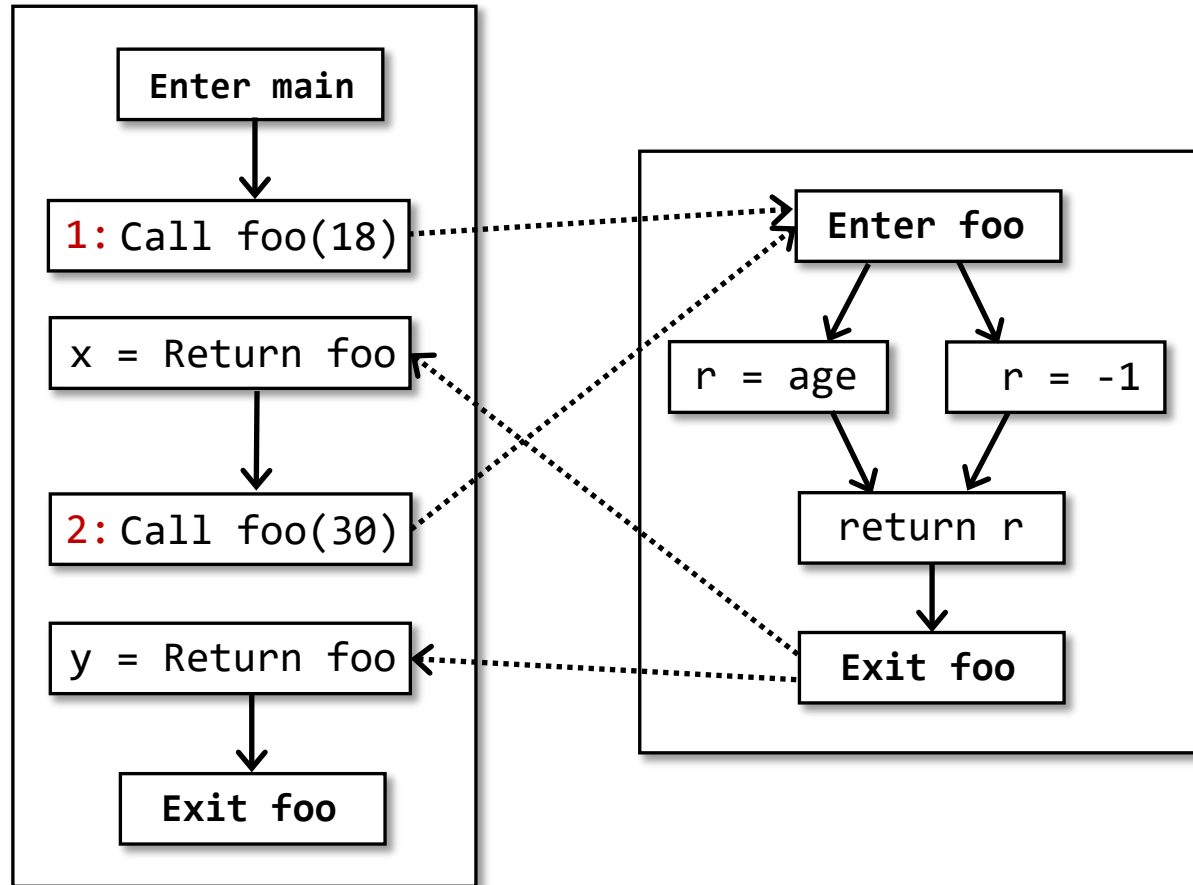 Enter main
1: Call foo(18)
x = Return foo
2: Call foo(30)
y = Return foo
Exit foo
Enter foo
r = age
r = -1
return r
Exit foo